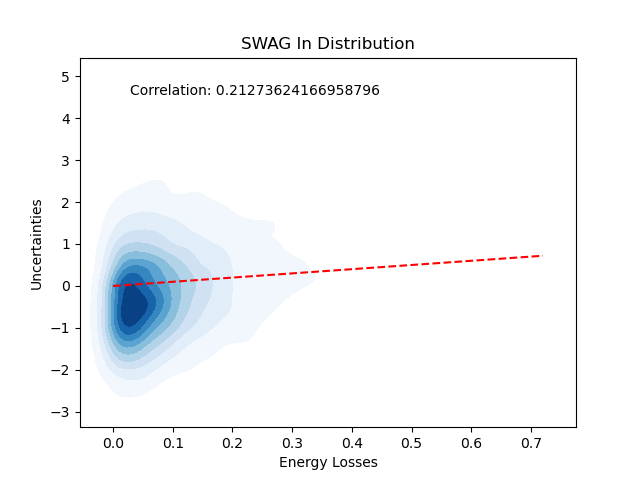 SWAG In Distribution
Correlation: 0.21273624166958796
5
4
3
2
1
0
−1
−2
−3
Uncertainties
0.0 0.1 0.2 0.3 0.4 0.5 0.6 0.7
Energy Losses